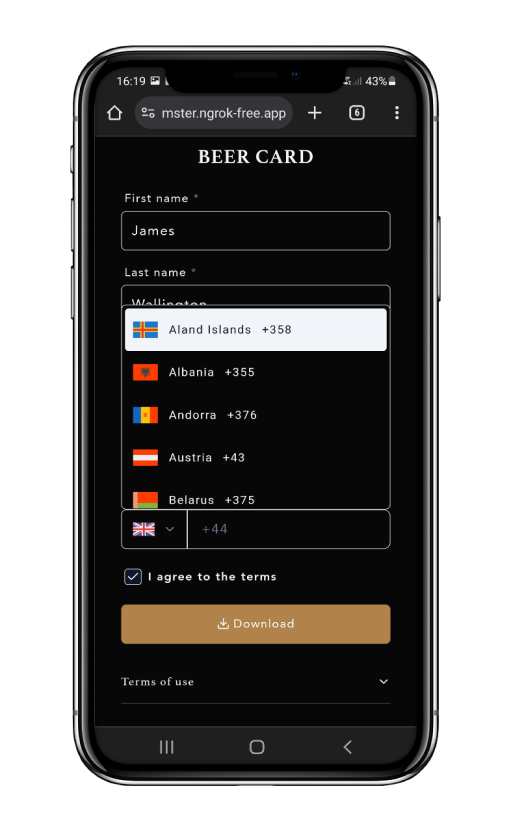 16:19
43%
mster.ngrok-free.app
6
BEER CARD
First name *
James
Last name *
Wallington
Aland Islands +358
Albania +355
Andorra +376
Austria +43
Belarus +375
+44
I agree to the terms
Download
Terms of use